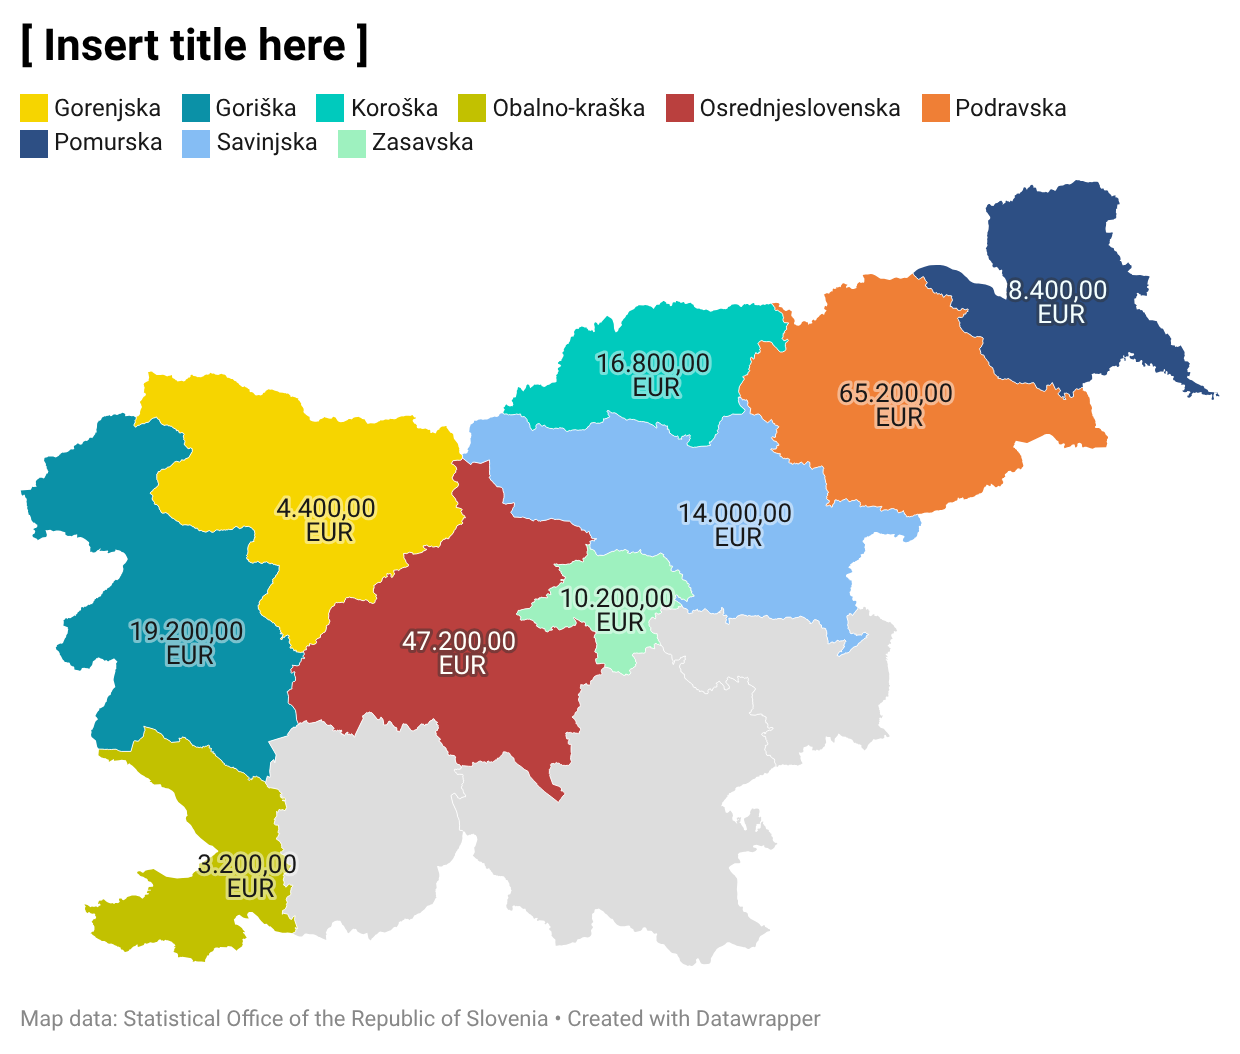 [ Insert title here ]
Gorenjska Goriška Koroška Obalno-kraška Osrednjeslovenska Podravska
Pomurska Savinjska Zasavska
8.400,00
EUR
16.800,00
EUR
65.200,00
EUR
4.400,00
EUR
14.000,00
EUR
10.200,00
EUR
19.200,00
EUR
47.200,00
EUR
3.200,00
EUR
Map data: Statistical Office of the Republic of Slovenia • Created with Datawrapper